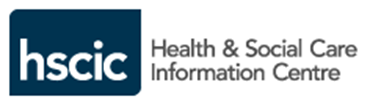 hscic
Health & Social Care
Information Centre